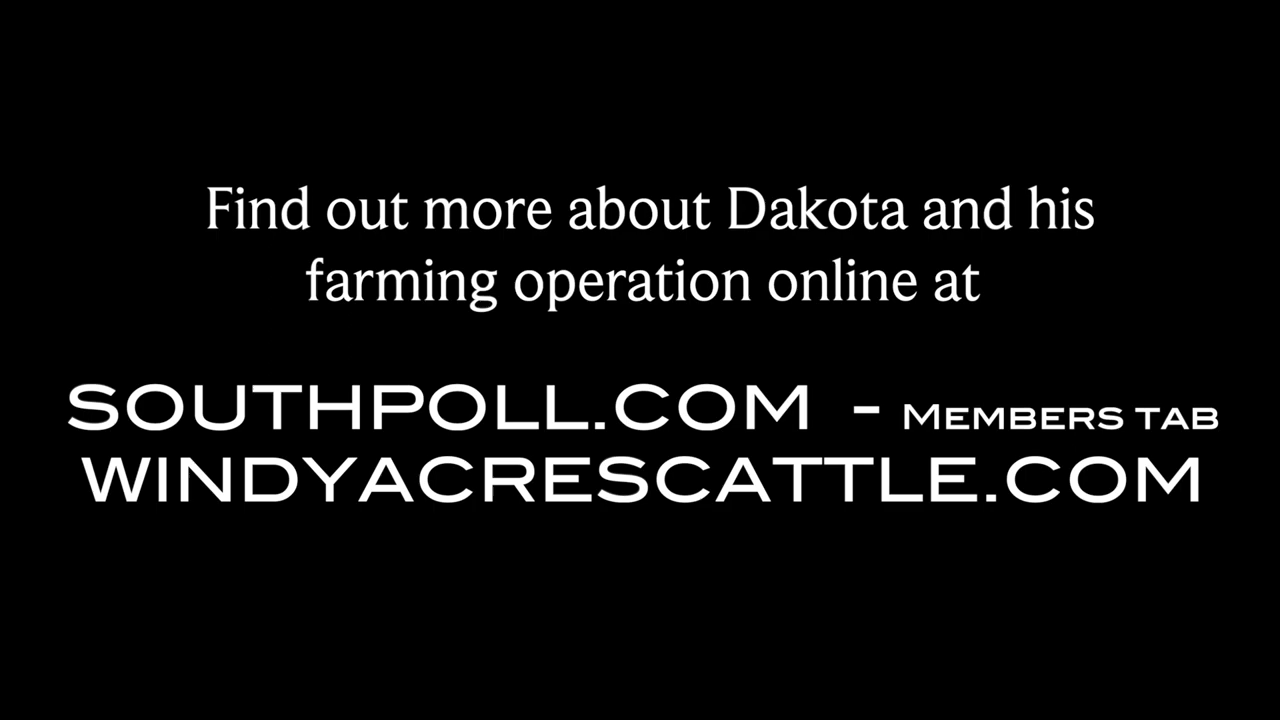 Find out more about Dakota and his
farming operation online at
SOUTHPOLL.COM - MEMBERS TAB
WINDYACRESCATTLE.COM